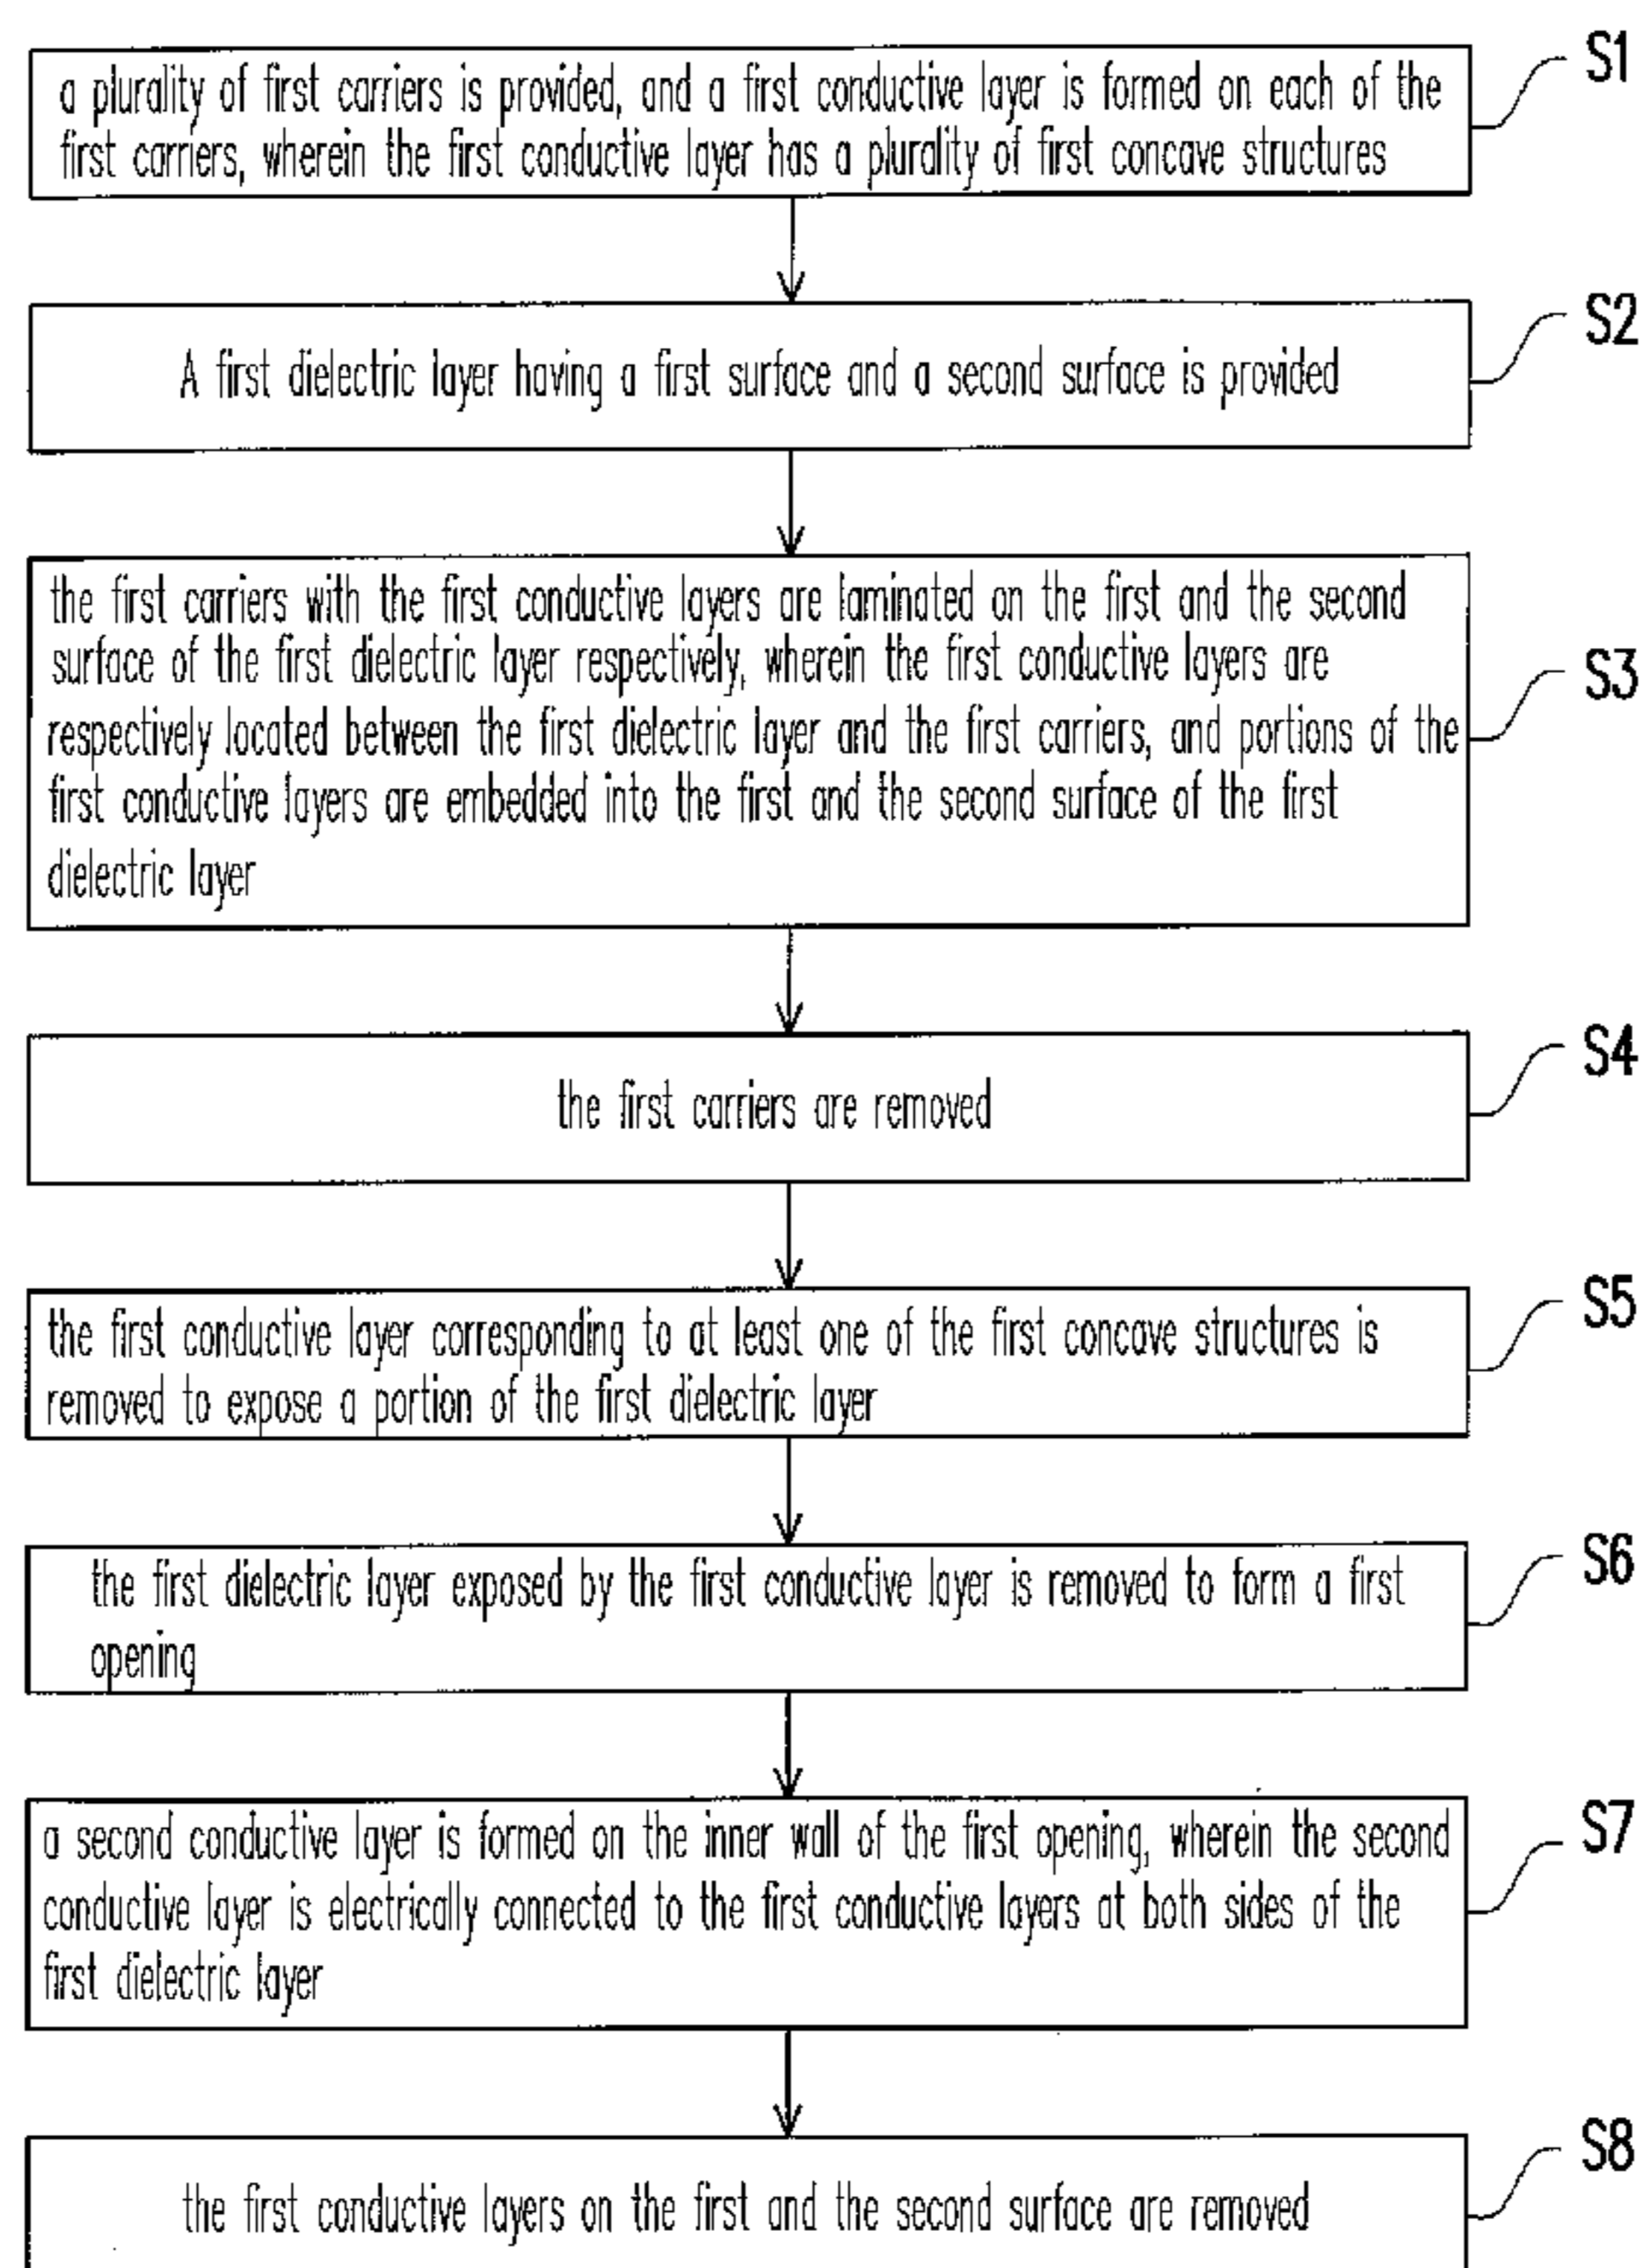 S1
a plurality of first carriers is provided, and a first conductive layer is formed on each of the
first carriers, wherein the first conductive layer has a plurality of first concave structures
S2
A first dielectric layer having a first surface and a second surface is provided
the first carriers with the first conductive layers are laminated on the first and the second
surface of the first dielectric layer respectively, wherein the first conductive layers are
S3
respectively located between the first dielectric layer and the first carriers, and portions of the
first conductive layers are embedded into the first and the second surface of the first
dielectric layer
S4
the first carriers are removed
S5
the first conductive layer corresponding to at least one of the first concave structures is
removed to expose a portion of the first dielectric layer
S6
the first dielectric layer exposed by the first conductive layer is removed to form a first
opening
S7
a second conductive layer is formed on the inner wall of the first opening, wherein the second
conductive layer is electrically connected to the first conductive layers at both sides of the
first dielectric layer
S8
the first conductive layers on the first and the second surface are removed